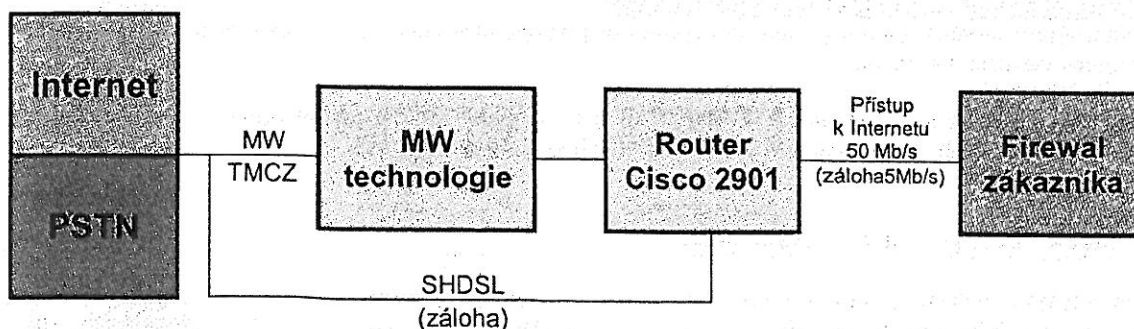 Internet
PSTN
MW
TMCZ
MW
technologie
Router
Cisco 2901
Přístup
k Internetu
50 Mb/s
(záloha5Mb/s)
Firewal
zákazníka
SHDSL
(záloha)